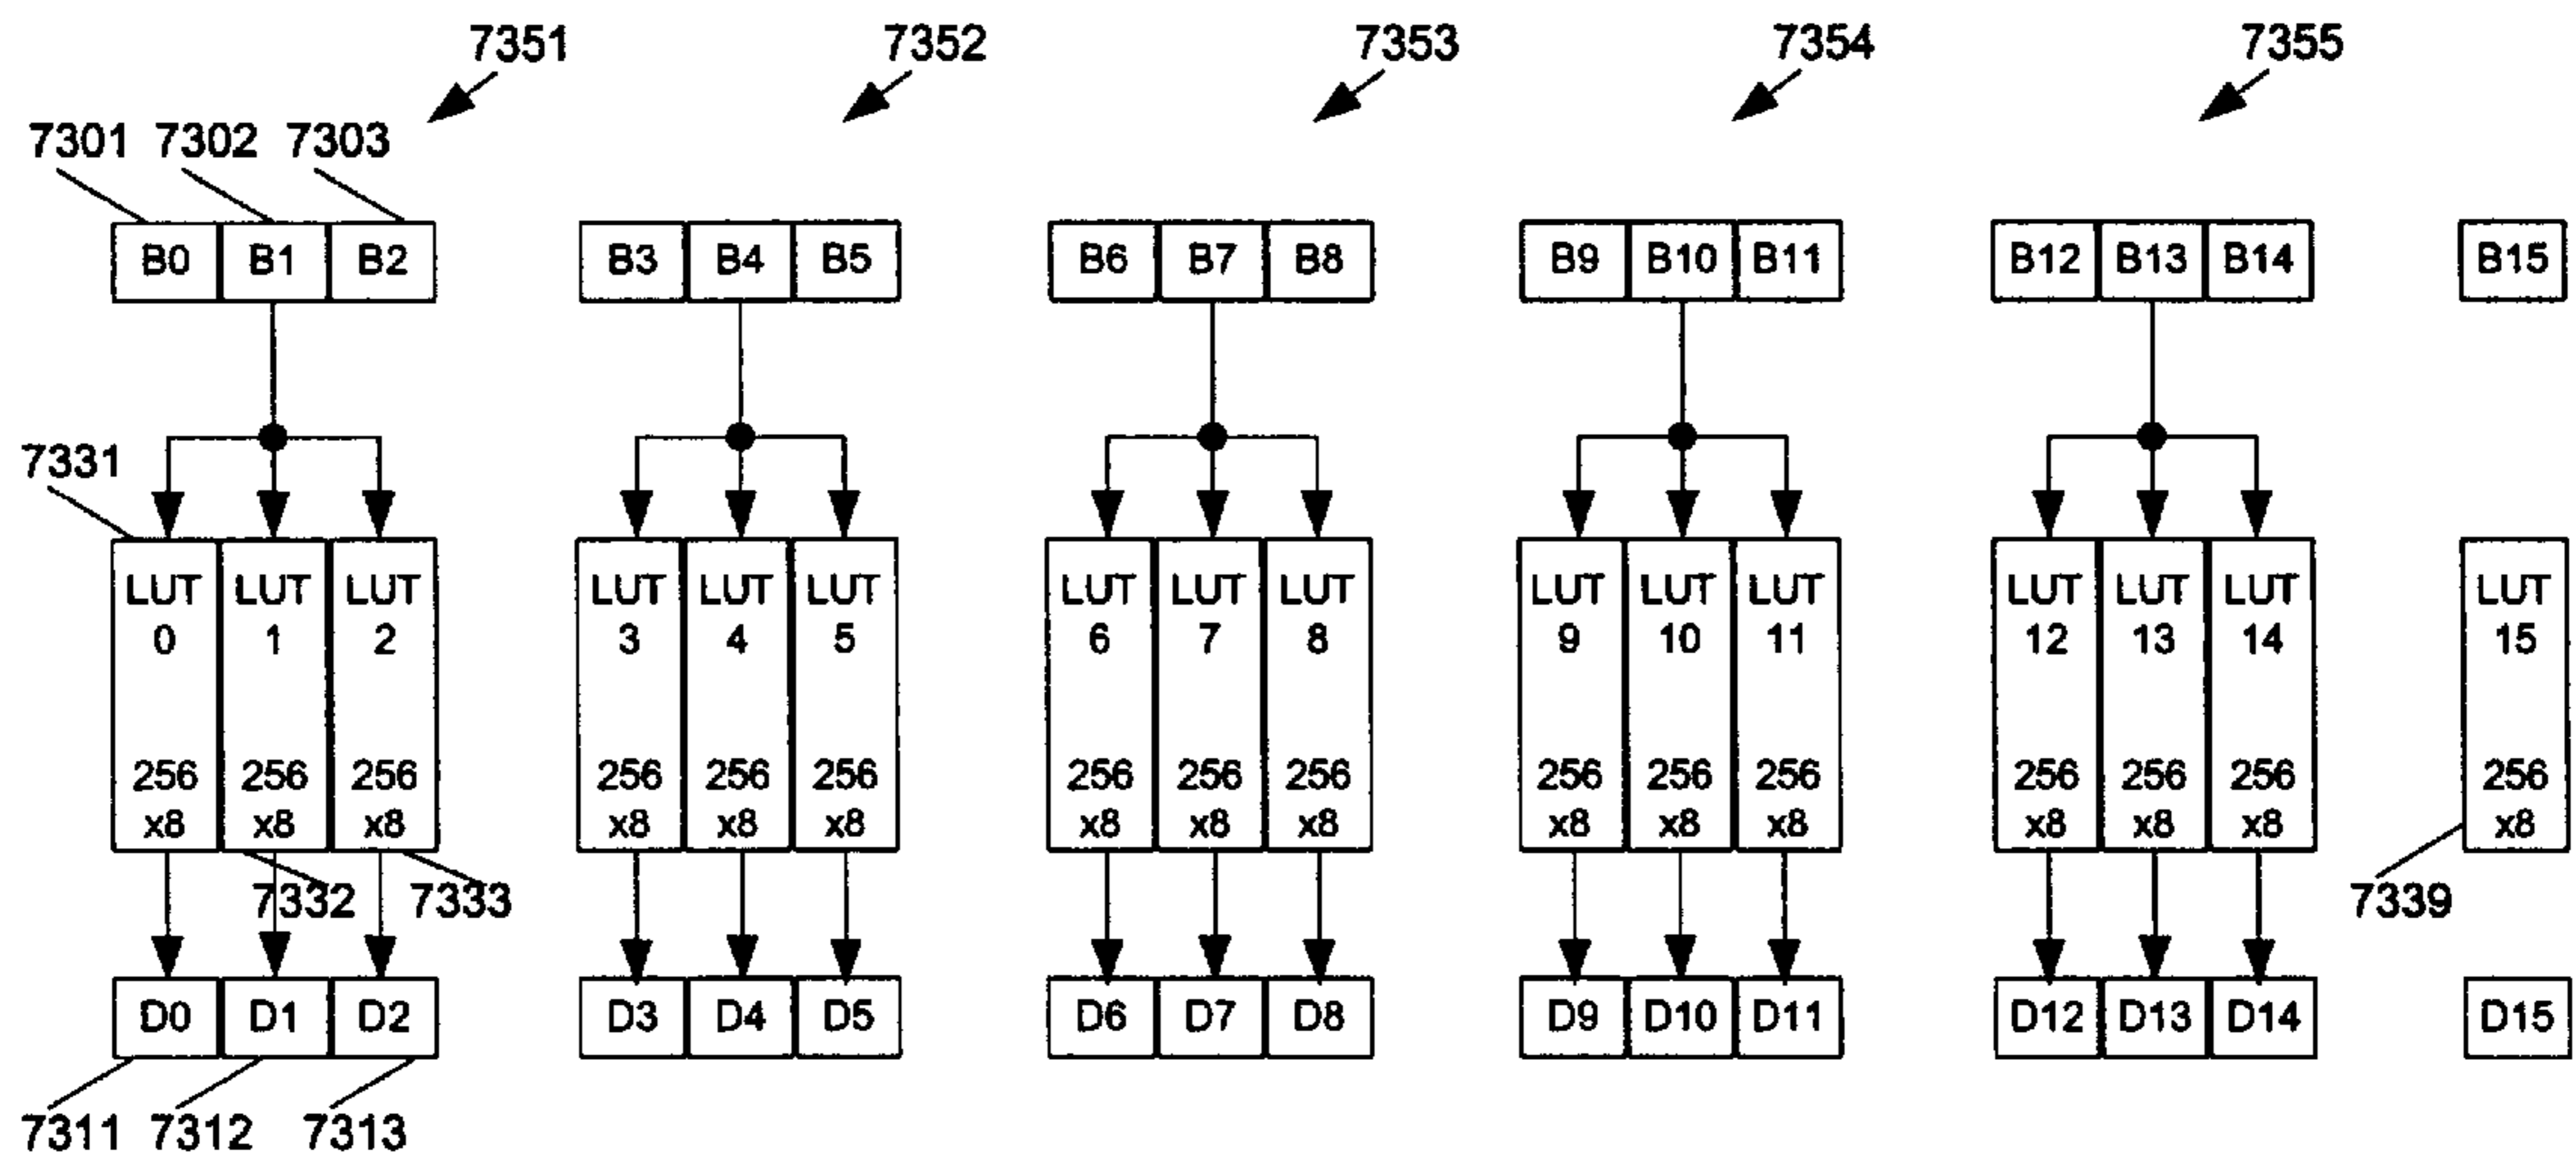 7351 7352 7353 7354 7355
7301 7302 7303
B0 B1 B2 B3 B4 B5 B6 B7 B8 B9 B10 B11 B12 B13 B14 B15
7331
LUT LUT LUT LUT LUT LUT LUT LUT LUT LUT LUT LUT LUT LUT LUT LUT
0 1 2 3 4 5 6 7 8 9 10 11 12 13 14 15
256 256 256 256 256 256 256 256 256 256 256 256 256 256 256 256
x8 x8 x8 x8 x8 x8 x8 x8 x8 x8 x8 x8 x8 x8 x8 x8
7332 7333 7339
D0 D1 D2 D3 D4 D5 D6 D7 D8 D9 D10 D11 D12 D13 D14 D15
7311 7312 7313